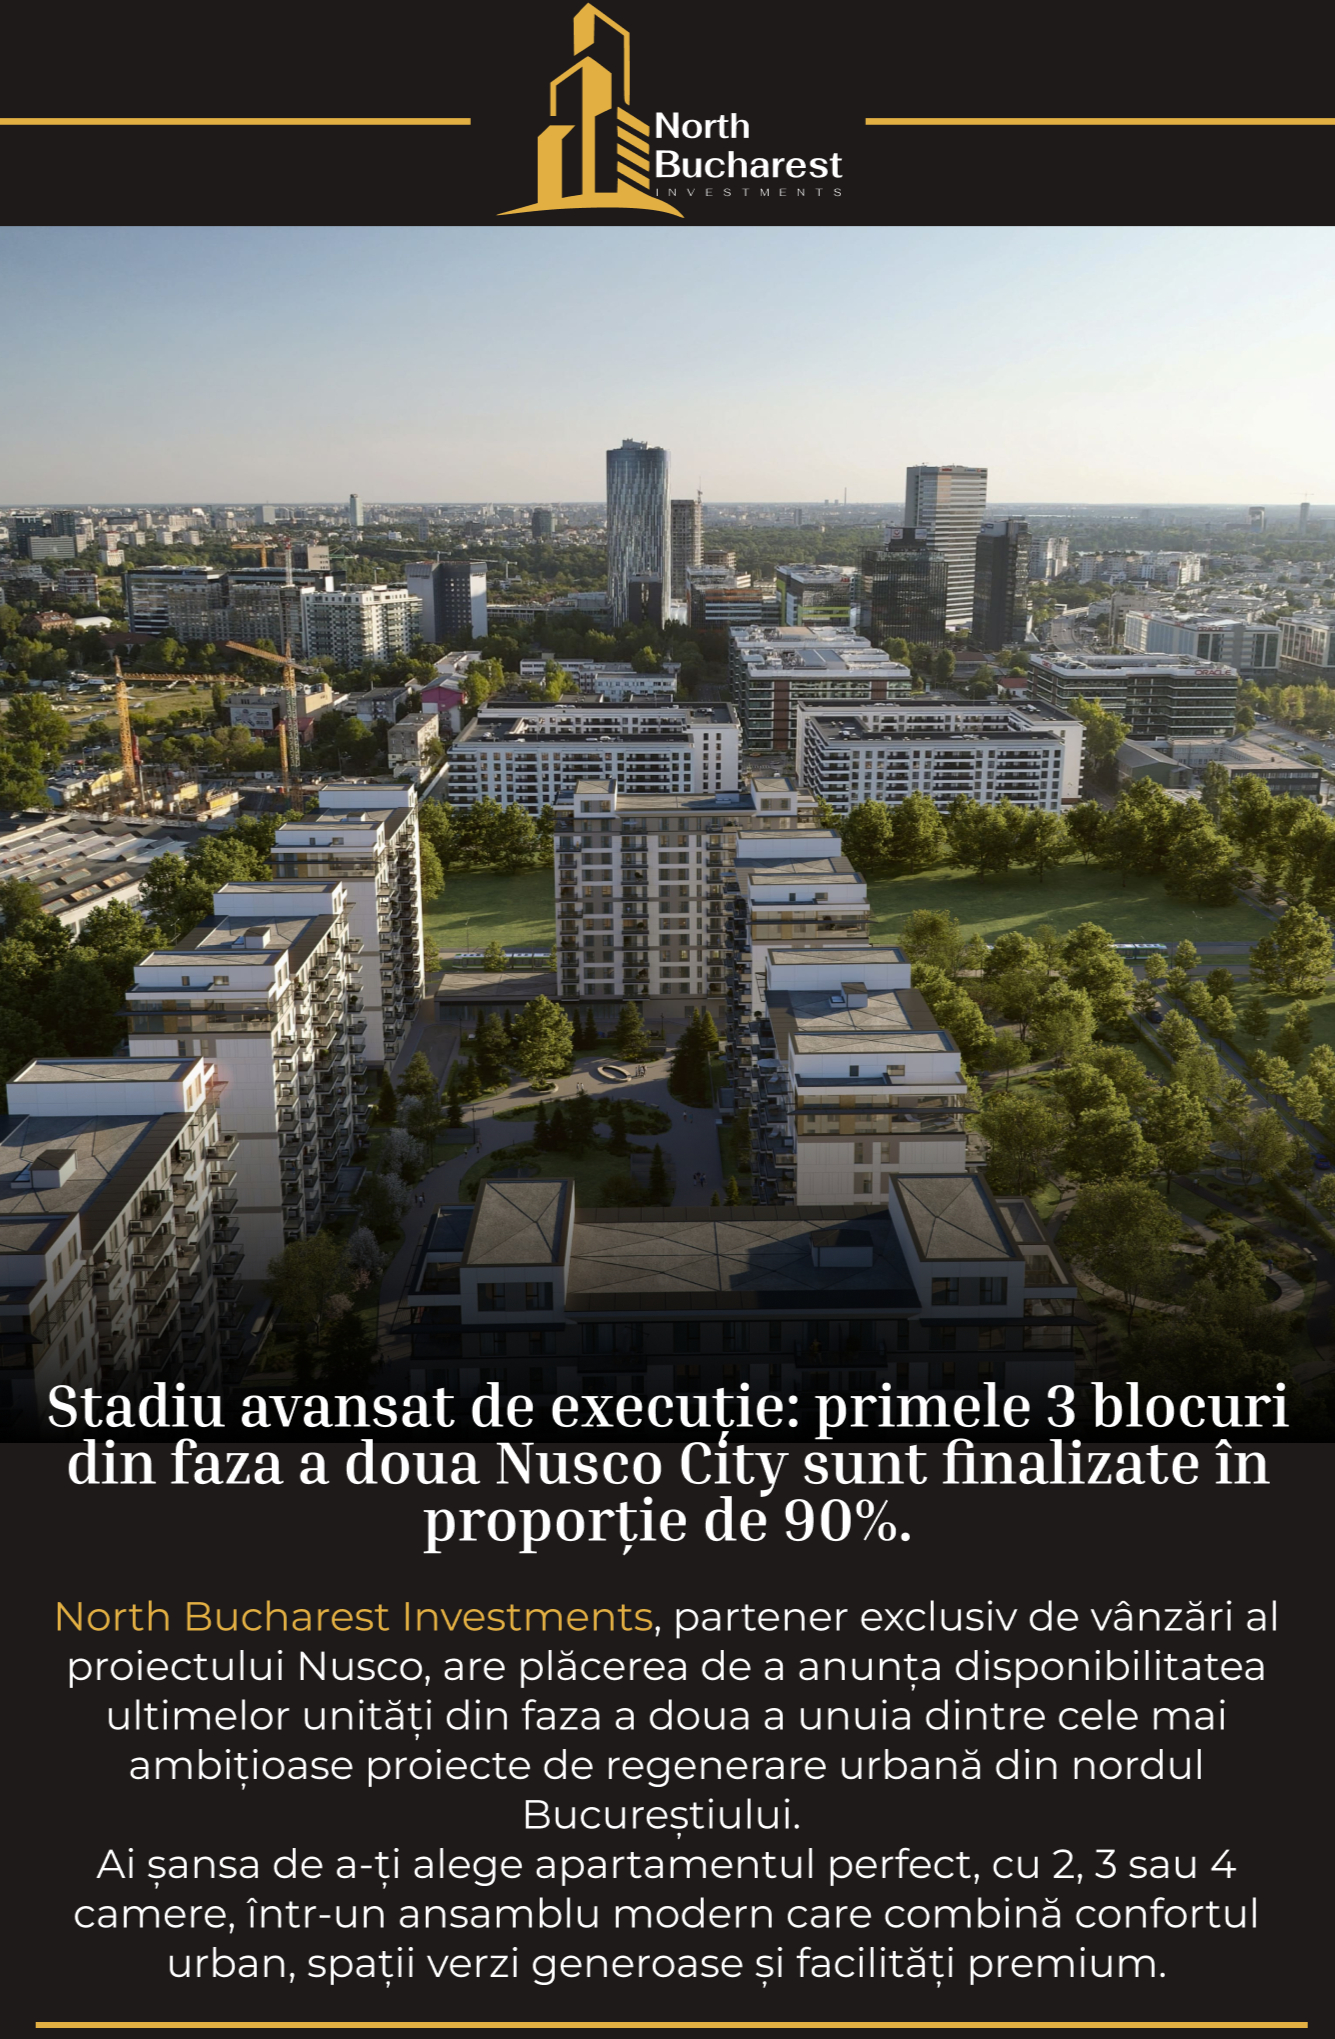 North
Bucharest
INVESTMENTS
ORACLE
Stadiu avansat de execuție: primele 3 blocuri
din faza a doua Nusco City sunt finalizate în
proporție de 90%.
North Bucharest Investments, partener exclusiv de vânzări al
proiectului Nusco, are plăcerea de a anunța disponibilitatea
ultimelor unități din faza a doua a unuia dintre cele mai
ambițioase proiecte de regenerare urbană din nordul
Bucureștiului.
Ai șansa de a-ți alege apartamentul perfect, cu 2, 3 sau 4
camere, într-un ansamblu modern care combină confortul
urban, spații verzi generoase și facilități premium.